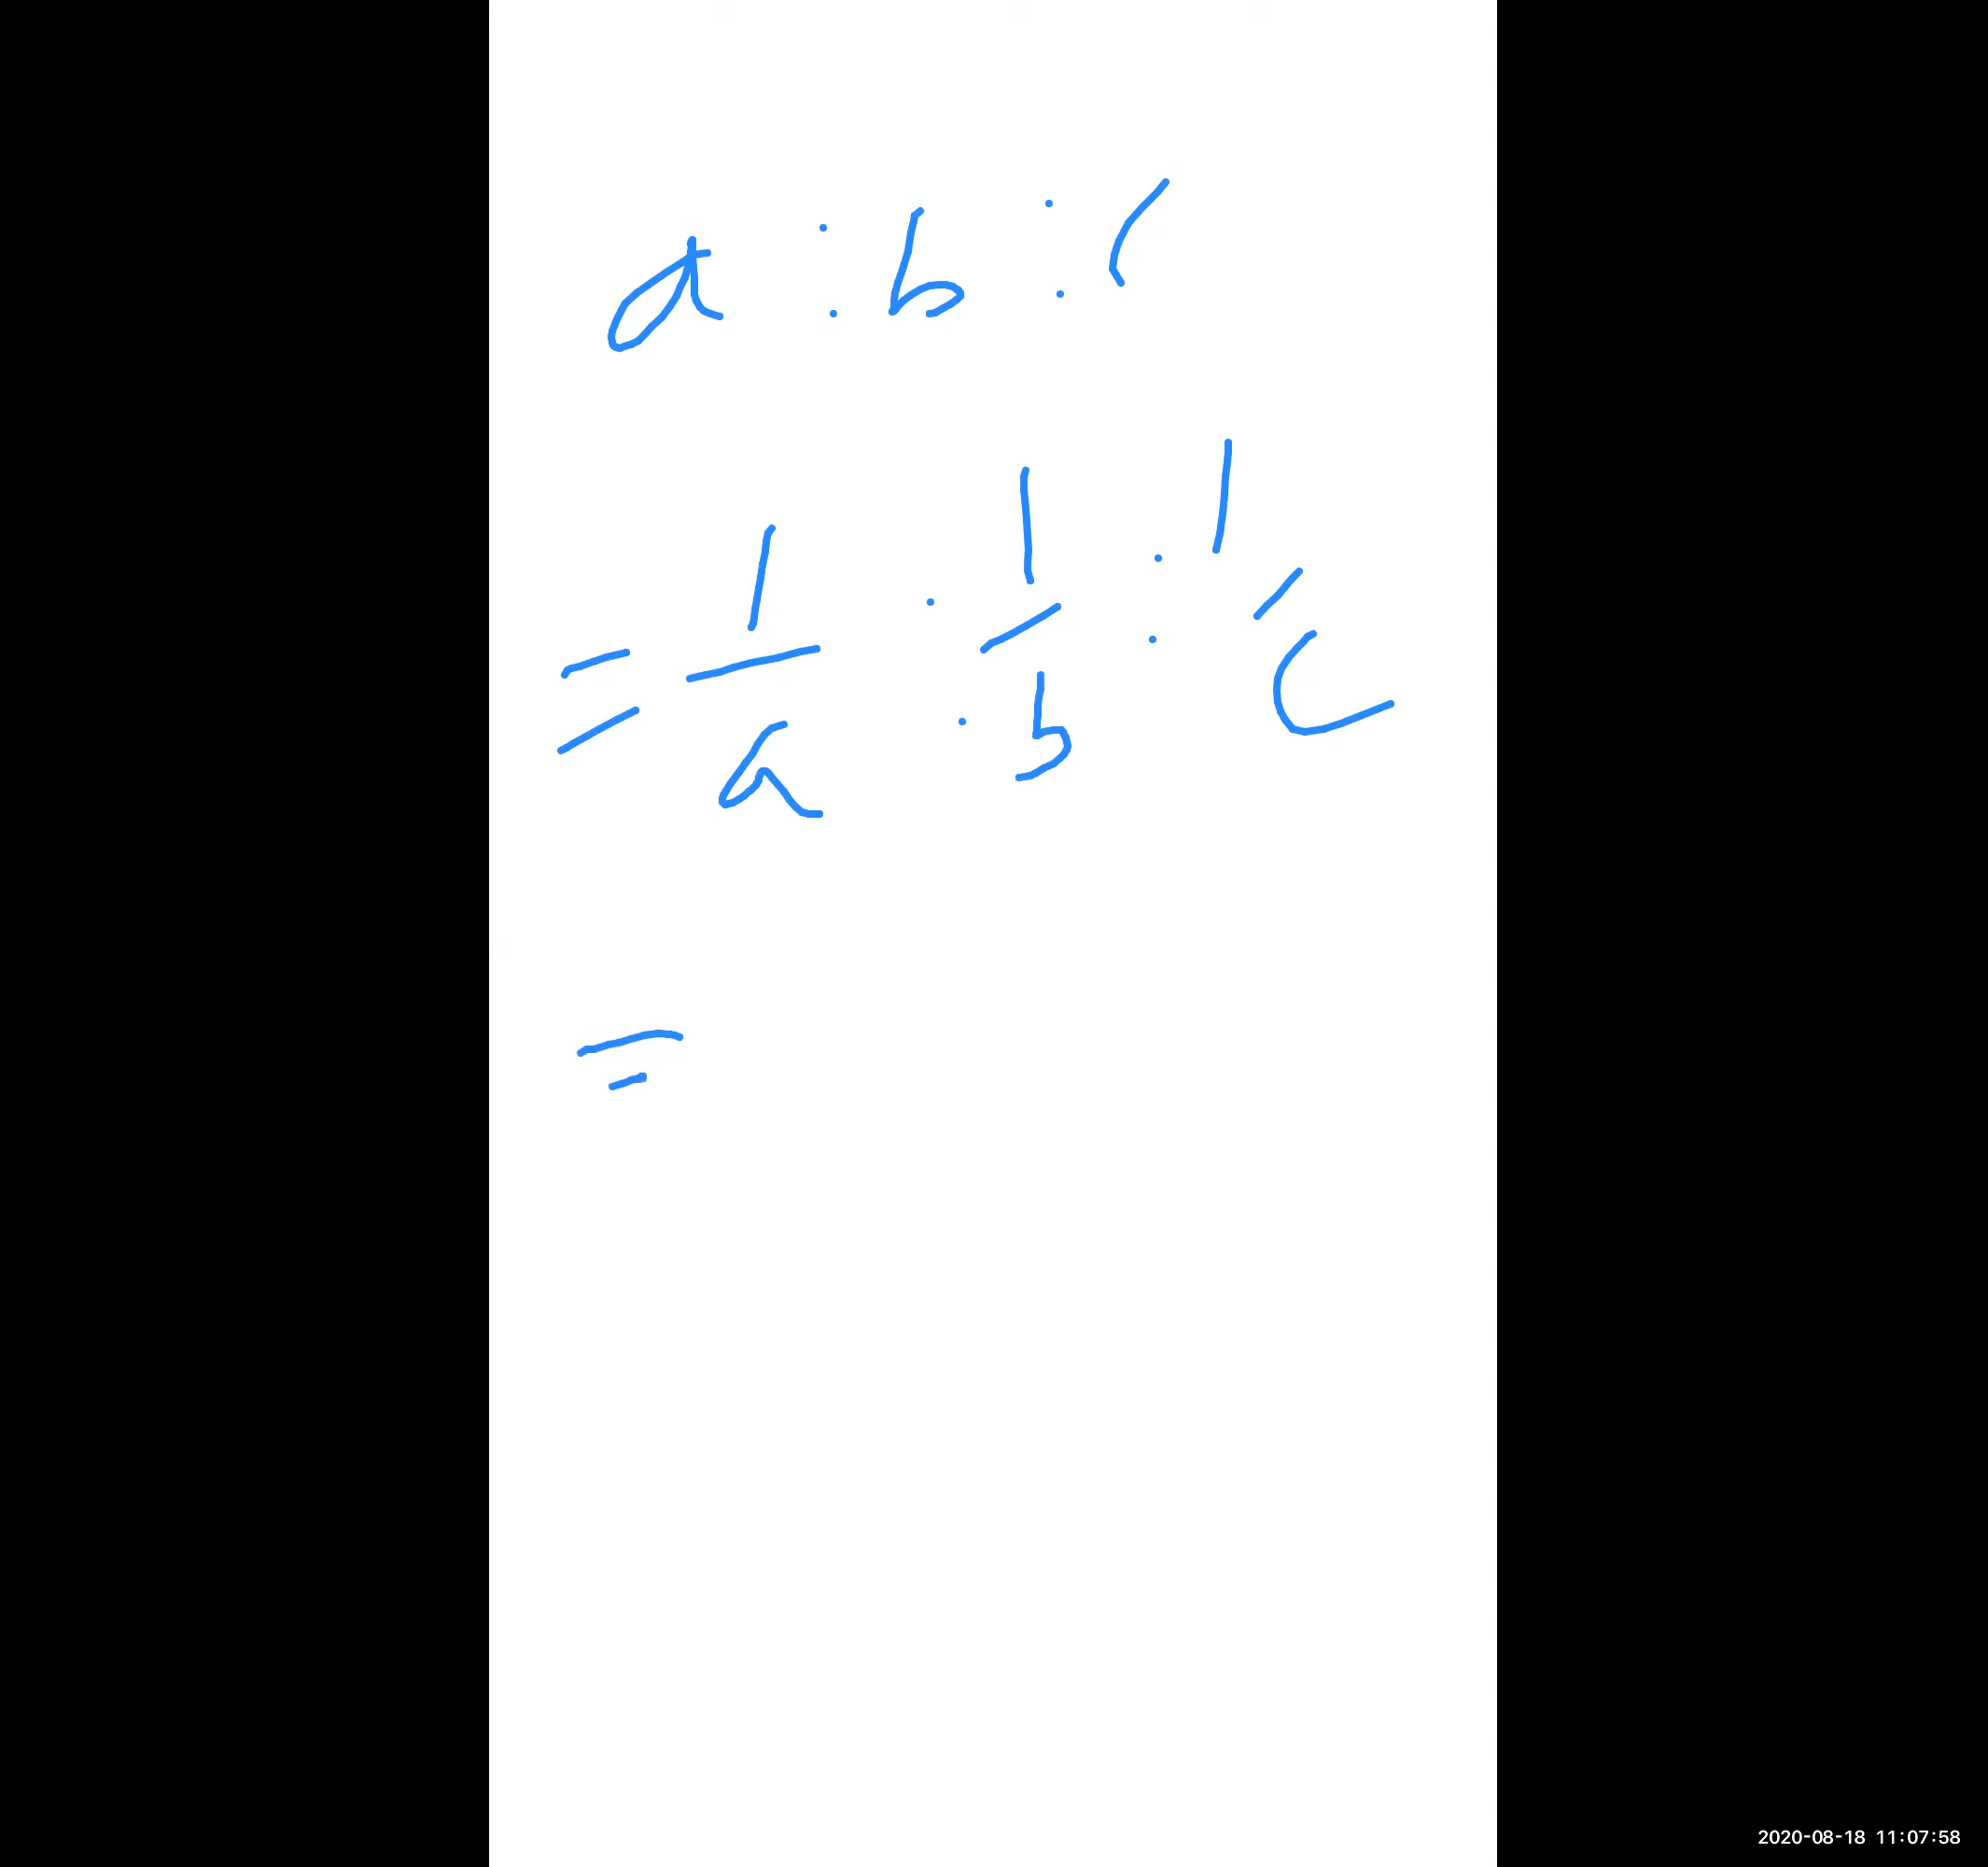 a : b : c
= 1/a : 1/b : 1/c
=
2020-08-18 11:07:58